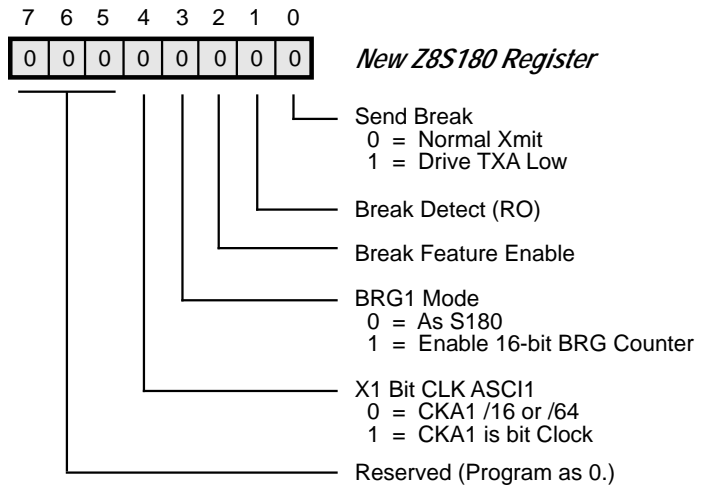 7 6 5 4 3 2 1 0
0 0 0 0 0 0 0 0
New Z8S180 Register
Send Break
0 = Normal Xmit
1 = Drive TXA Low
Break Detect (RO)
Break Feature Enable
BRG1 Mode
0 = As S180
1 = Enable 16-bit BRG Counter
X1 Bit CLK ASCI1
0 = CKA1 /16 or /64
1 = CKA1 is bit Clock
Reserved (Program as 0.)